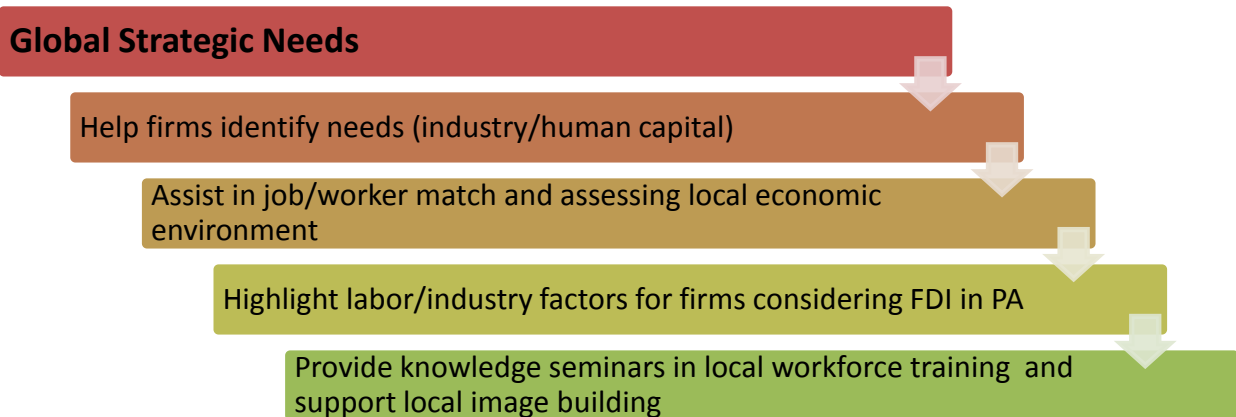 Global Strategic Needs
Help firms identify needs (industry/human capital)
Assist in job/worker match and assessing local economic
environment
Highlight labor/industry factors for firms considering FDI in PA
Provide knowledge seminars in local workforce training  and
support local image building